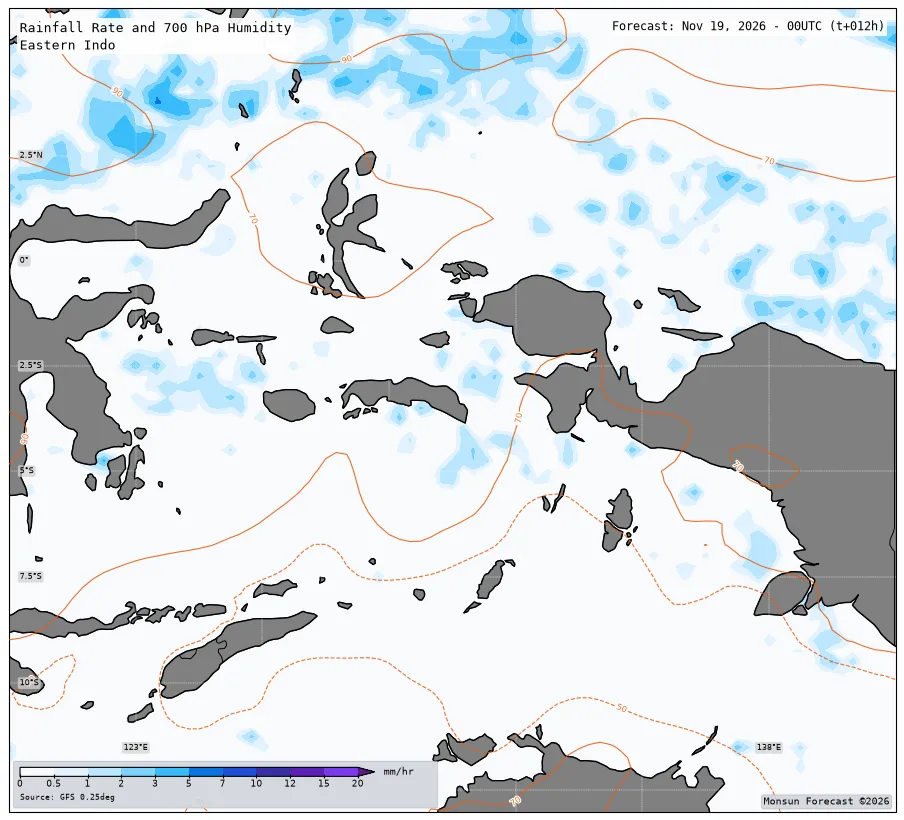 Rainfall Rate and 700 hPa Humidity
Eastern Indo
Forecast: Nov 19, 2026 - 00UTC (t+012h)
90
90
70
2.5°N
70
0°
2.5°S
70
90
70
5°S
7.5°S
10°S
50
123°E
138°E
0 0.5 1 2 3 5 7 10 12 15 20 mm/hr
Source: GFS 0.25deg
70
Monsun Forecast ©2026